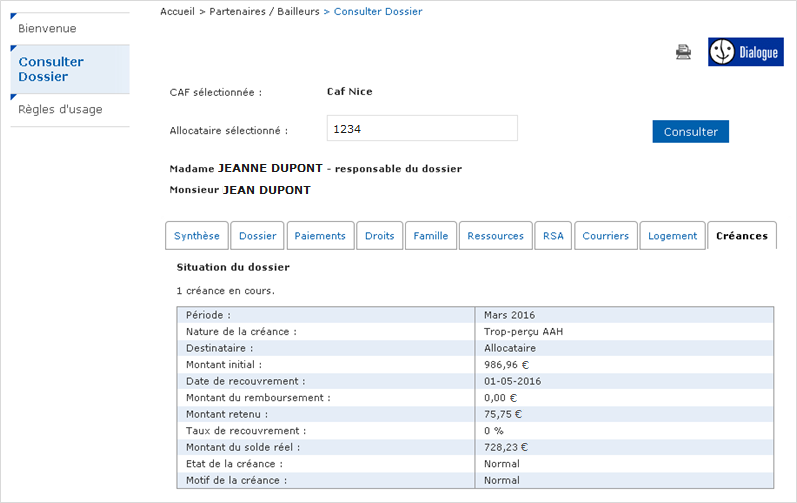 Accueil > Partenaires / Bailleurs > Consulter Dossier
Bienvenue
Consulter
Dossier
Règles d'usage
Dialogue
CAF sélectionnée : Caf Nice
Allocataire sélectionné : 1234 Consulter
Madame JEANNE DUPONT - responsable du dossier
Monsieur JEAN DUPONT
Synthèse Dossier Paiements Droits Famille Ressources RSA Courriers Logement Créances
Situation du dossier
1 créance en cours.
Période : Mars 2016
Nature de la créance : Trop-perçu AAH
Destinataire : Allocataire
Montant initial : 986,96 €
Date de recouvrement : 01-05-2016
Montant du remboursement : 0,00 €
Montant retenu : 75,75 €
Taux de recouvrement : 0 %
Montant du solde réel : 728,23 €
Etat de la créance : Normal
Motif de la créance : Normal